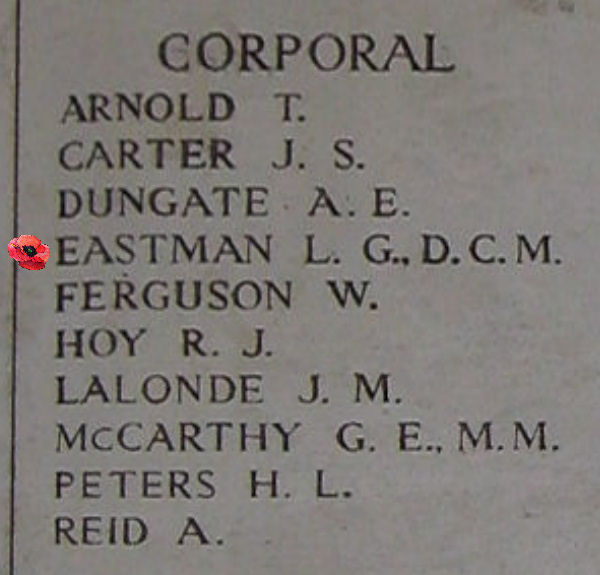 CORPORAL
ARNOLD T.
CARTER J. S.
DUNGATE A. E.
EASTMAN L. G., D.C.M.
FERGUSON W.
HOY R. J.
LALONDE J. M.
McCARTHY G. E., M.M.
PETERS H. L.
REID A.